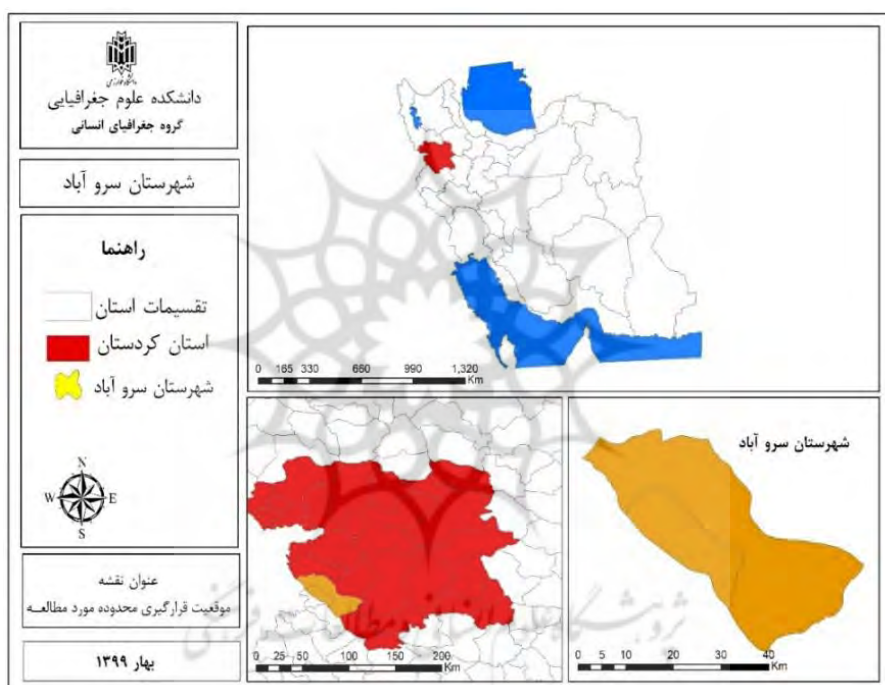 دانشکده علوم جغرافیایی
گروه جغرافیای انسانی
شهرستان سرو آباد
راهنما
تقسیمات استان
استان کردستان
شهرستان سرو آباد
N
W E
S
عنوان نقشه
موقعیت قرارگیری محدوده مورد مطالعه
بهار ۱۳۹۹
0 165 330 660 990 1,320
Km
0 25 50 100 150 200
Km
شهرستان سرو آباد
0 5 10 20 30 40
Km